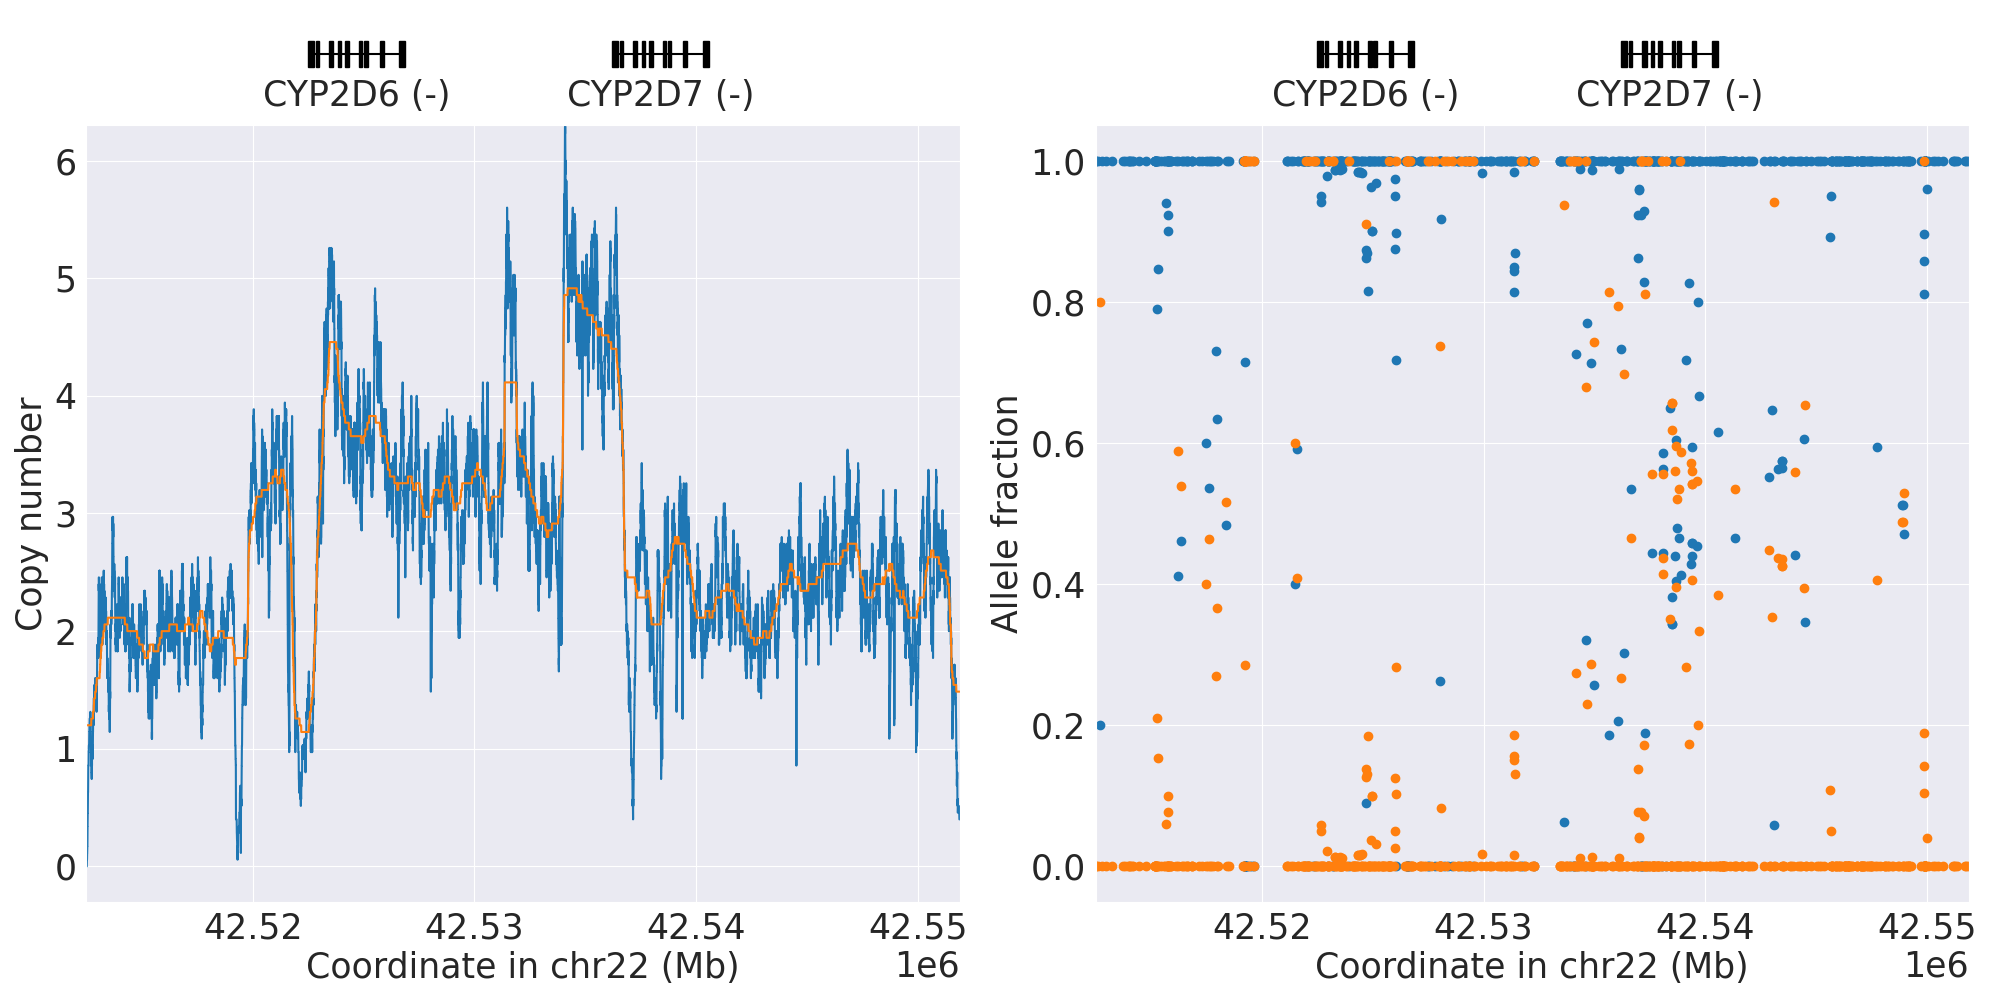 CYP2D6 (-) CYP2D7 (-)
6
5
4
3
2
1
0
Copy number
42.52 42.53 42.54 42.55
Coordinate in chr22 (Mb) 1e6
CYP2D6 (-) CYP2D7 (-)
1.0
0.8
0.6
0.4
0.2
0.0
Allele fraction
42.52 42.53 42.54 42.55
Coordinate in chr22 (Mb) 1e6